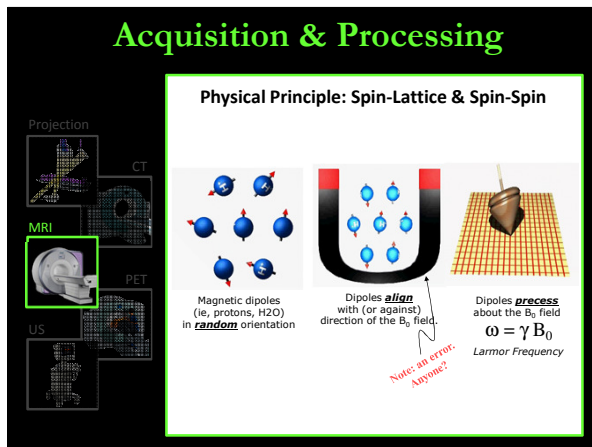 Acquisition & Processing
Physical Principle: Spin-Lattice & Spin-Spin
Projection
CT
MRI
PET
US
H
H
H
H
H
Magnetic dipoles
(ie, protons, H2O)
in random orientation
Dipoles align
with (or against)
direction of the B₀ field.
Note: an error.
Anyone?
Dipoles precess
about the B₀ field
ω = γ B₀
Larmor Frequency